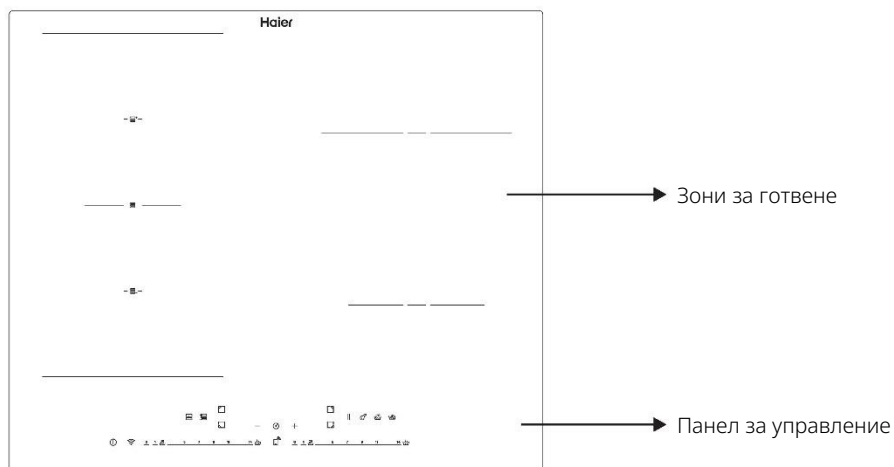 Haier
Зони за готвене
Панел за управление